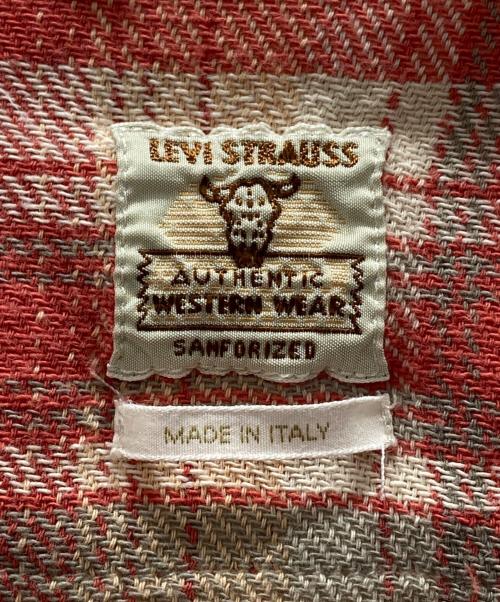 LEVI STRAUSS
AUTHENTIC
WESTERN WEAR
SANFORIZED
MADE IN ITALY